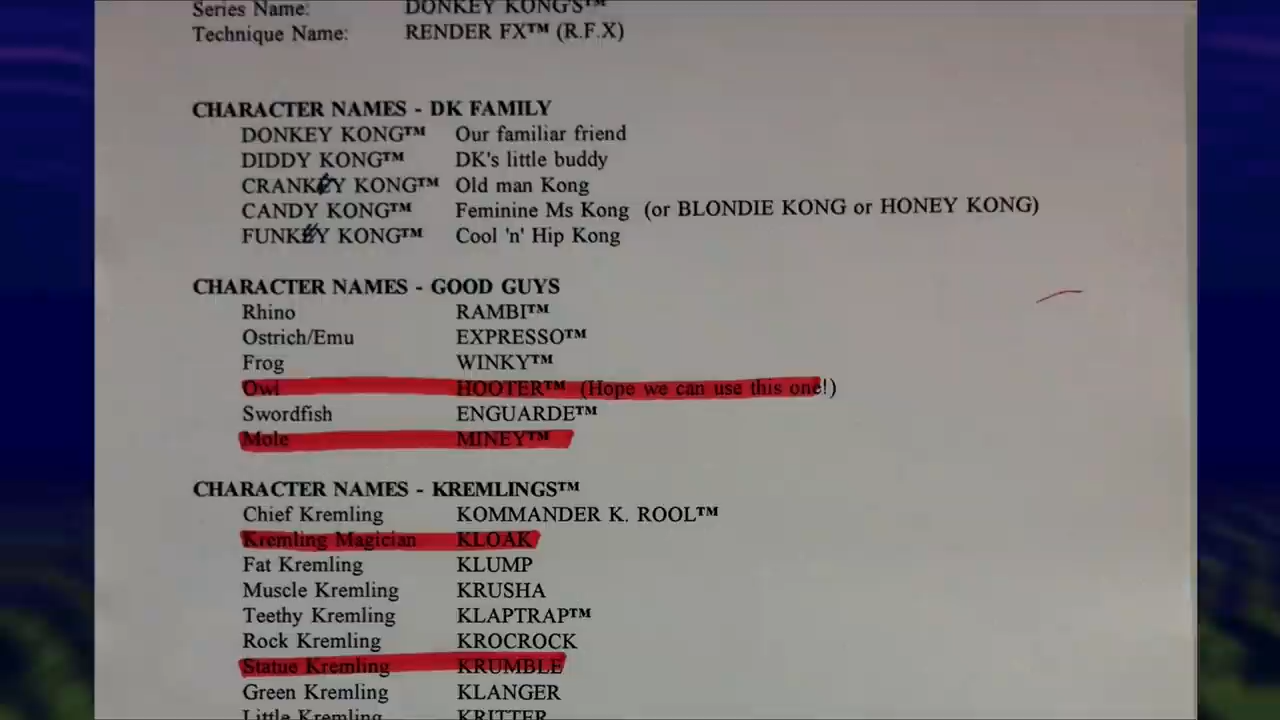 Series Name: DONKEY KONG'S™
Technique Name: RENDER FX™ (R.F.X)
CHARACTER NAMES - DK FAMILY
DONKEY KONG™ Our familiar friend
DIDDY KONG™ DK's little buddy
CRANKEY KONG™ Old man Kong
CANDY KONG™ Feminine Ms Kong (or BLONDIE KONG or HONEY KONG)
FUNKEY KONG™ Cool 'n' Hip Kong
CHARACTER NAMES - GOOD GUYS
Rhino RAMBI™
Ostrich/Emu EXPRESSO™
Frog WINKY™
Owl HOOTER™ (Hope we can use this one!)
Swordfish ENGUARDE™
Mole MINEY™
CHARACTER NAMES - KREMLINGS™
Chief Kremling KOMMANDER K. ROOL™
Kremling Magician KLOAK
Fat Kremling KLUMP
Muscle Kremling KRUSHA
Teethy Kremling KLAPTRAP™
Rock Kremling KROCROCK
Statue Kremling KRUMBLE
Green Kremling KLANGER
Little Kremling KRITTER